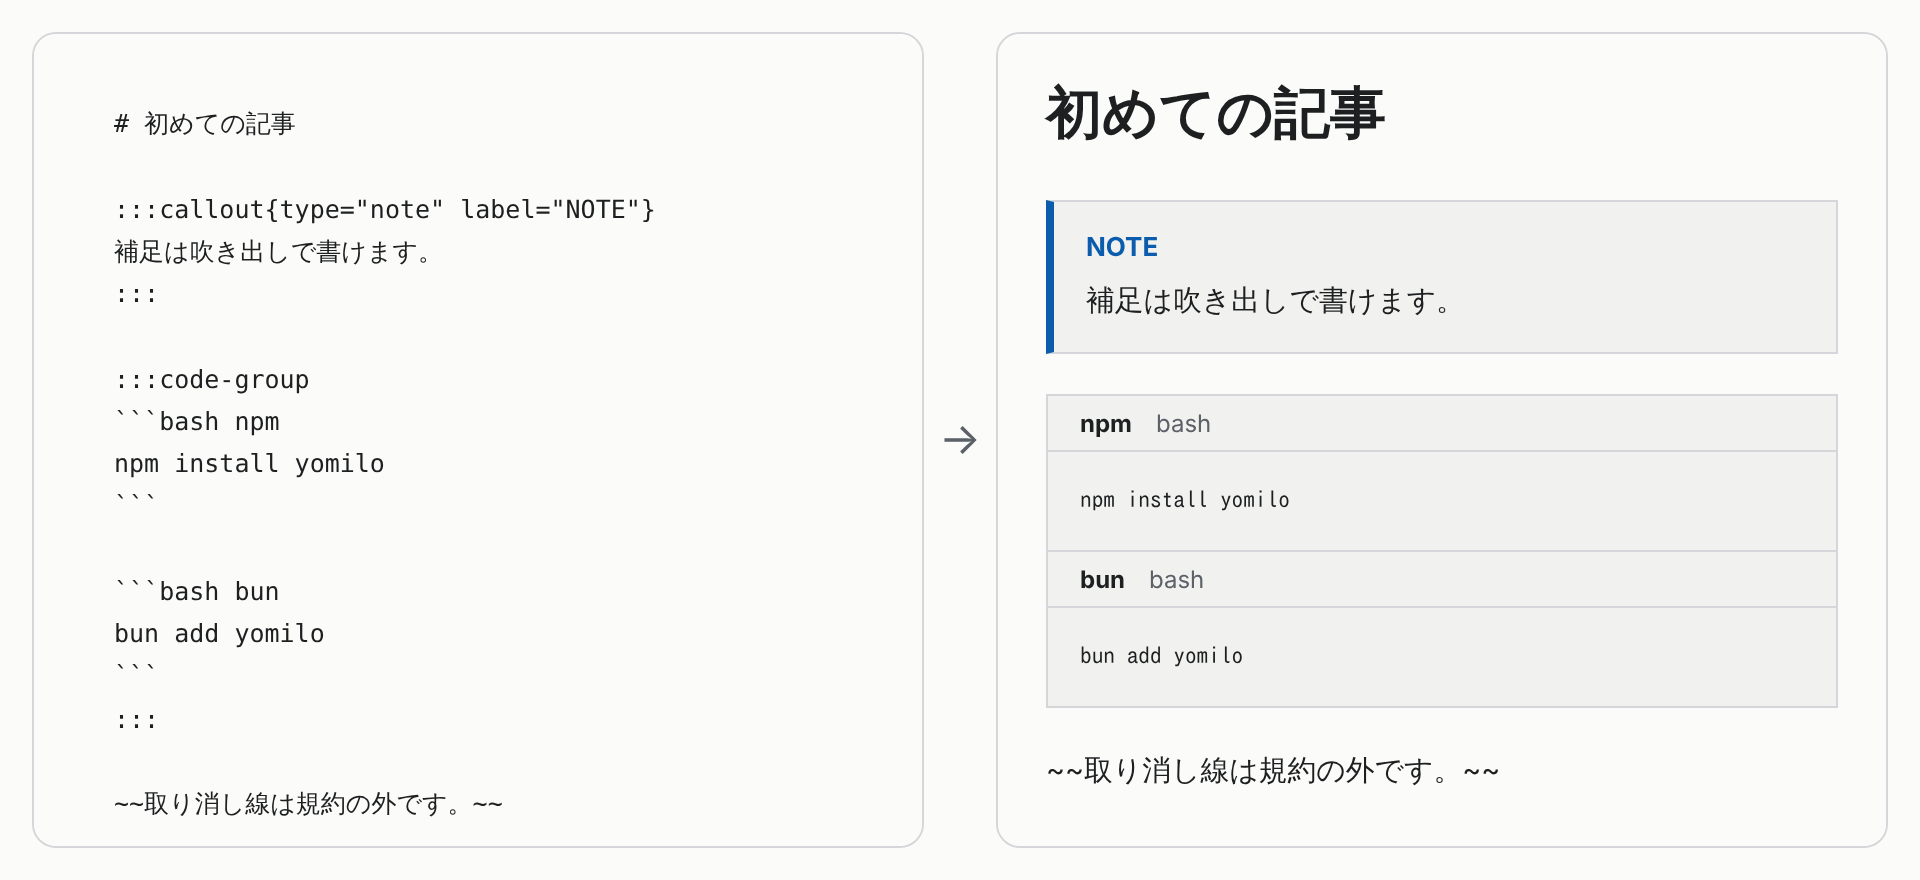 # 初めての記事
:::callout{type="note" label="NOTE"}
補足は吹き出しで書けます。
:::
:::code-group
```bash npm
npm install yomilo
```
```bash bun
bun add yomilo
```
:::
~~取り消し線は規約の外です。~~
→
初めての記事
NOTE
補足は吹き出しで書けます。
npm bash
npm install yomilo
bun bash
bun add yomilo
~~取り消し線は規約の外です。~~